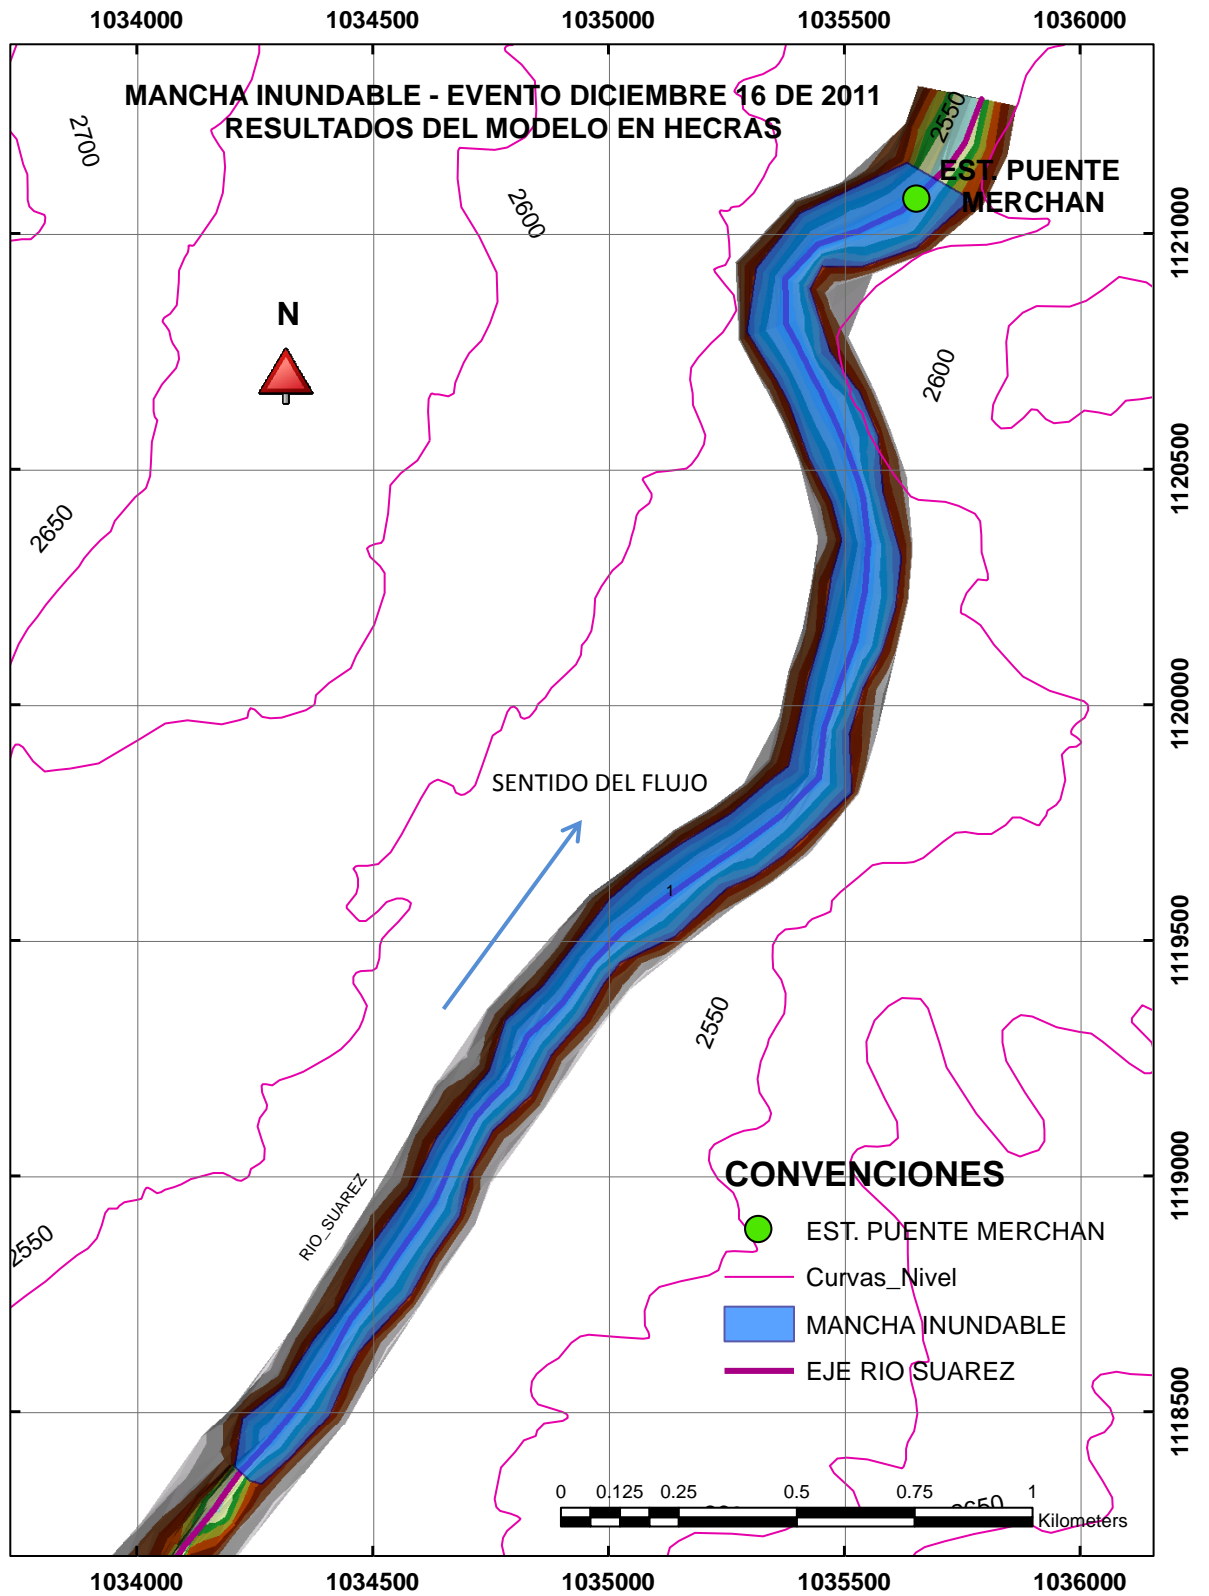 1034000 1034500 1035000 1035500 1036000
MANCHA INUNDABLE - EVENTO DICIEMBRE 16 DE 2011
RESULTADOS DEL MODELO EN HECRAS
2700
2550
EST. PUENTE
MERCHAN
2600
1121000
N
2600
2650
1120500
1120000
SENTIDO DEL FLUJO
1
1119500
2550
RIO_SUAREZ
2550
1119000
CONVENCIONES
EST. PUENTE MERCHAN
Curvas_Nivel
MANCHA INUNDABLE
EJE RIO SUAREZ
1118500
0 0.125 0.25 0.5 0.75 1
2650
Kilometers
1034000 1034500 1035000 1035500 1036000